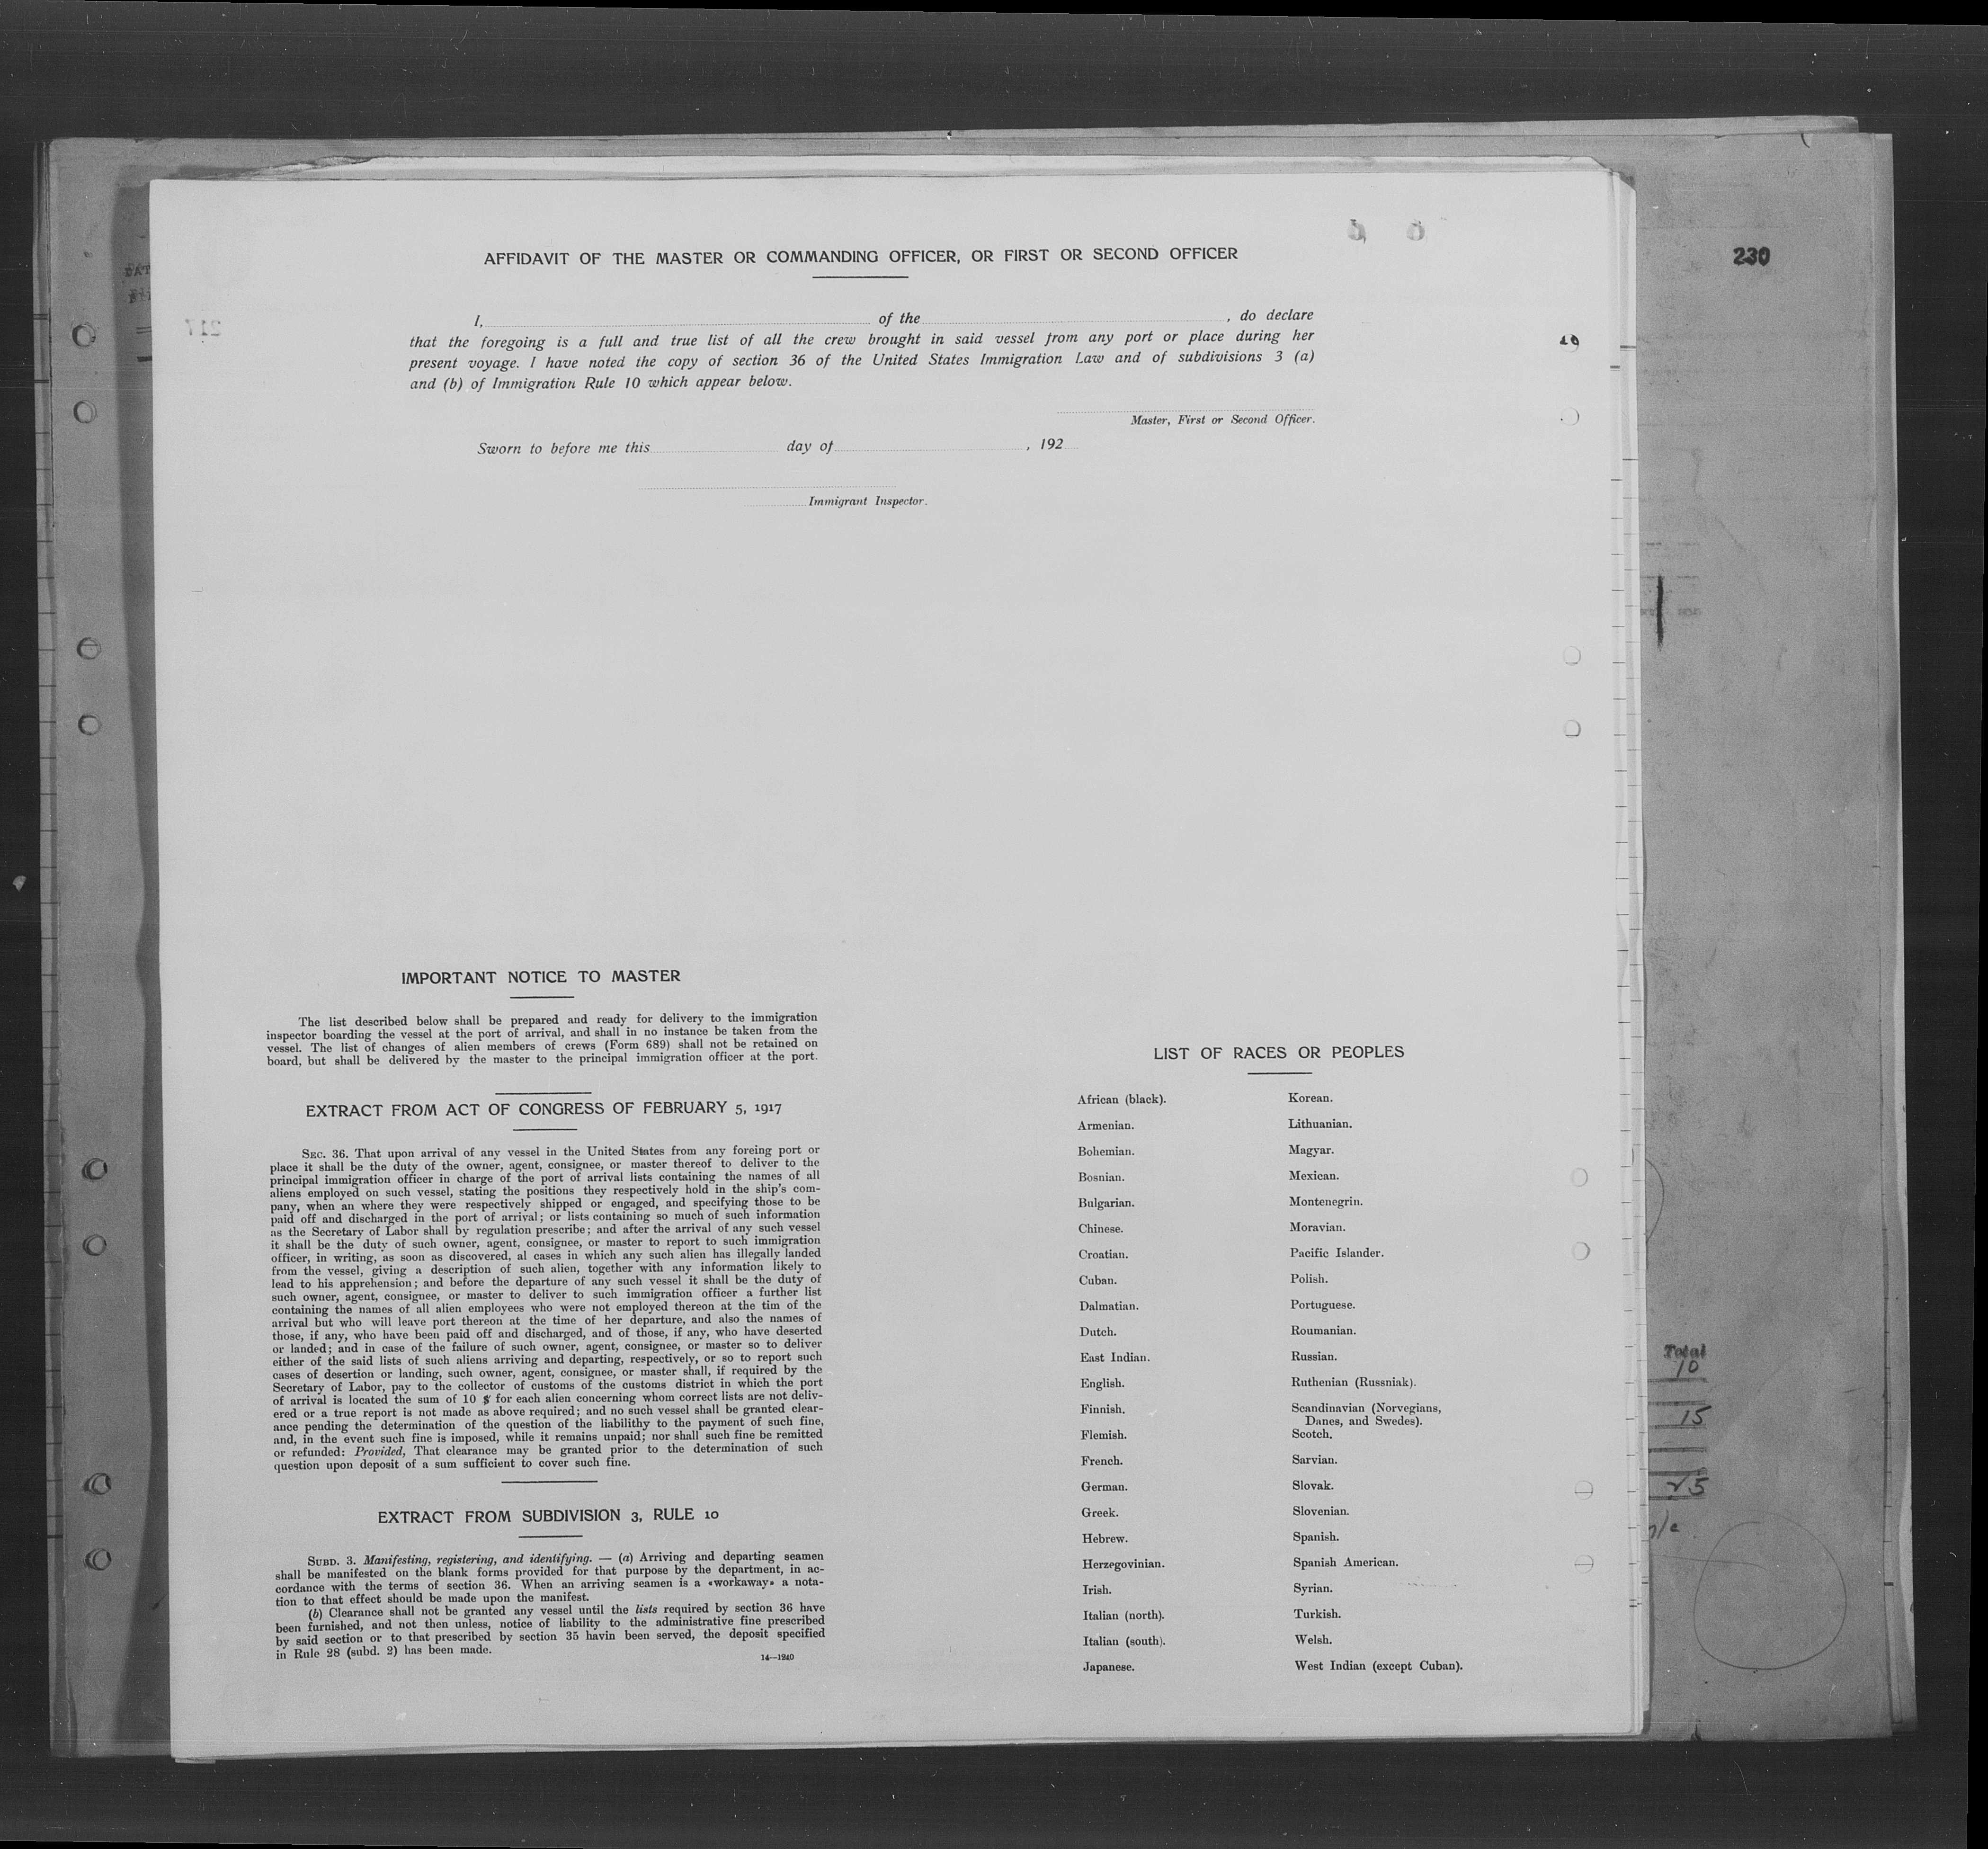 AFFIDAVIT OF THE MASTER OR COMMANDING OFFICER, OR FIRST OR SECOND OFFICER
I, of the , do declare
that the foregoing is a full and true list of all the crew brought in said vessel from any port or place during her
present voyage. I have noted the copy of section 36 of the United States Immigration Law and of subdivisions 3 (a)
and (b) of Immigration Rule 10 which appear below.
Master, First or Second Officer.
Sworn to before me this day of , 192
Immigrant Inspector.
230
217
IMPORTANT NOTICE TO MASTER
The list described below shall be prepared and ready for delivery to the immigration
inspector boarding the vessel at the port of arrival, and shall in no instance be taken from the
vessel. The list of changes of alien members of crews (Form 689) shall not be retained on
board, but shall be delivered by the master to the principal immigration officer at the port.
EXTRACT FROM ACT OF CONGRESS OF FEBRUARY 5, 1917
SEC. 36. That upon arrival of any vessel in the United States from any foreing port or
place it shall be the duty of the owner, agent, consignee, or master thereof to deliver to the
principal immigration officer in charge of the port of arrival lists containing the names of all
aliens employed on such vessel, stating the positions they respectively hold in the ship's com-
pany, when an where they were respectively shipped or engaged, and specifying those to be
paid off and discharged in the port of arrival; or lists containing so much of such information
as the Secretary of Labor shall by regulation prescribe; and after the arrival of any such vessel
it shall be the duty of such owner, agent, consignee, or master to report to such immigration
officer, in writing, as soon as discovered, al cases in which any such alien has illegally landed
from the vessel, giving a description of such alien, together with any information likely to
lead to his apprehension; and before the departure of any such vessel it shall be the duty of
such owner, agent, consignee, or master to deliver to such immigration officer a further list
containing the names of all alien employees who were not employed thereon at the tim of the
arrival but who will leave port thereon at the time of her departure, and also the names of
those, if any, who have been paid off and discharged, and of those, if any, who have deserted
or landed; and in case of the failure of such owner, agent, consignee, or master so to deliver
either of the said lists of such aliens arriving and departing, respectively, or so to report such
cases of desertion or landing, such owner, agent, consignee, or master shall, if required by the
Secretary of Labor, pay to the collector of customs of the customs district in which the port
of arrival is located the sum of 10 $ for each alien concerning whom correct lists are not deliv-
ered or a true report is not made as above required; and no such vessel shall be granted clear-
ance pending the determination of the question of the liabilithy to the payment of such fine,
and, in the event such fine is imposed, while it remains unpaid; nor shall such fine be remitted
or refunded: Provided, That clearance may be granted prior to the determination of such
question upon deposit of a sum sufficient to cover such fine.
EXTRACT FROM SUBDIVISION 3, RULE 10
SUBD. 3. Manifesting, registering, and identifying. — (a) Arriving and departing seamen
shall be manifested on the blank forms provided for that purpose by the department, in ac-
cordance with the terms of section 36. When an arriving seamen is a «workaway» a nota-
tion to that effect should be made upon the manifest.
(b) Clearance shall not be granted any vessel until the lists required by section 36 have
been furnished, and not then unless, notice of liability to the administrative fine prescribed
by said section or to that prescribed by section 35 havin been served, the deposit specified
in Rule 28 (subd. 2) has been made.
14—1240
LIST OF RACES OR PEOPLES
African (black).
Armenian.
Bohemian.
Bosnian.
Bulgarian.
Chinese.
Croatian.
Cuban.
Dalmatian.
Dutch.
East Indian.
English.
Finnish.
Flemish.
French.
German.
Greek.
Hebrew.
Herzegovinian.
Irish.
Italian (north).
Italian (south).
Japanese.
Korean.
Lithuanian.
Magyar.
Mexican.
Montenegrin.
Moravian.
Pacific Islander.
Polish.
Portuguese.
Roumanian.
Russian.
Ruthenian (Russniak).
Scandinavian (Norvegians,
Danes, and Swedes).
Scotch.
Sarvian.
Slovak.
Slovenian.
Spanish.
Spanish American.
Syrian.
Turkish.
Welsh.
West Indian (except Cuban).
Total
10
15
25